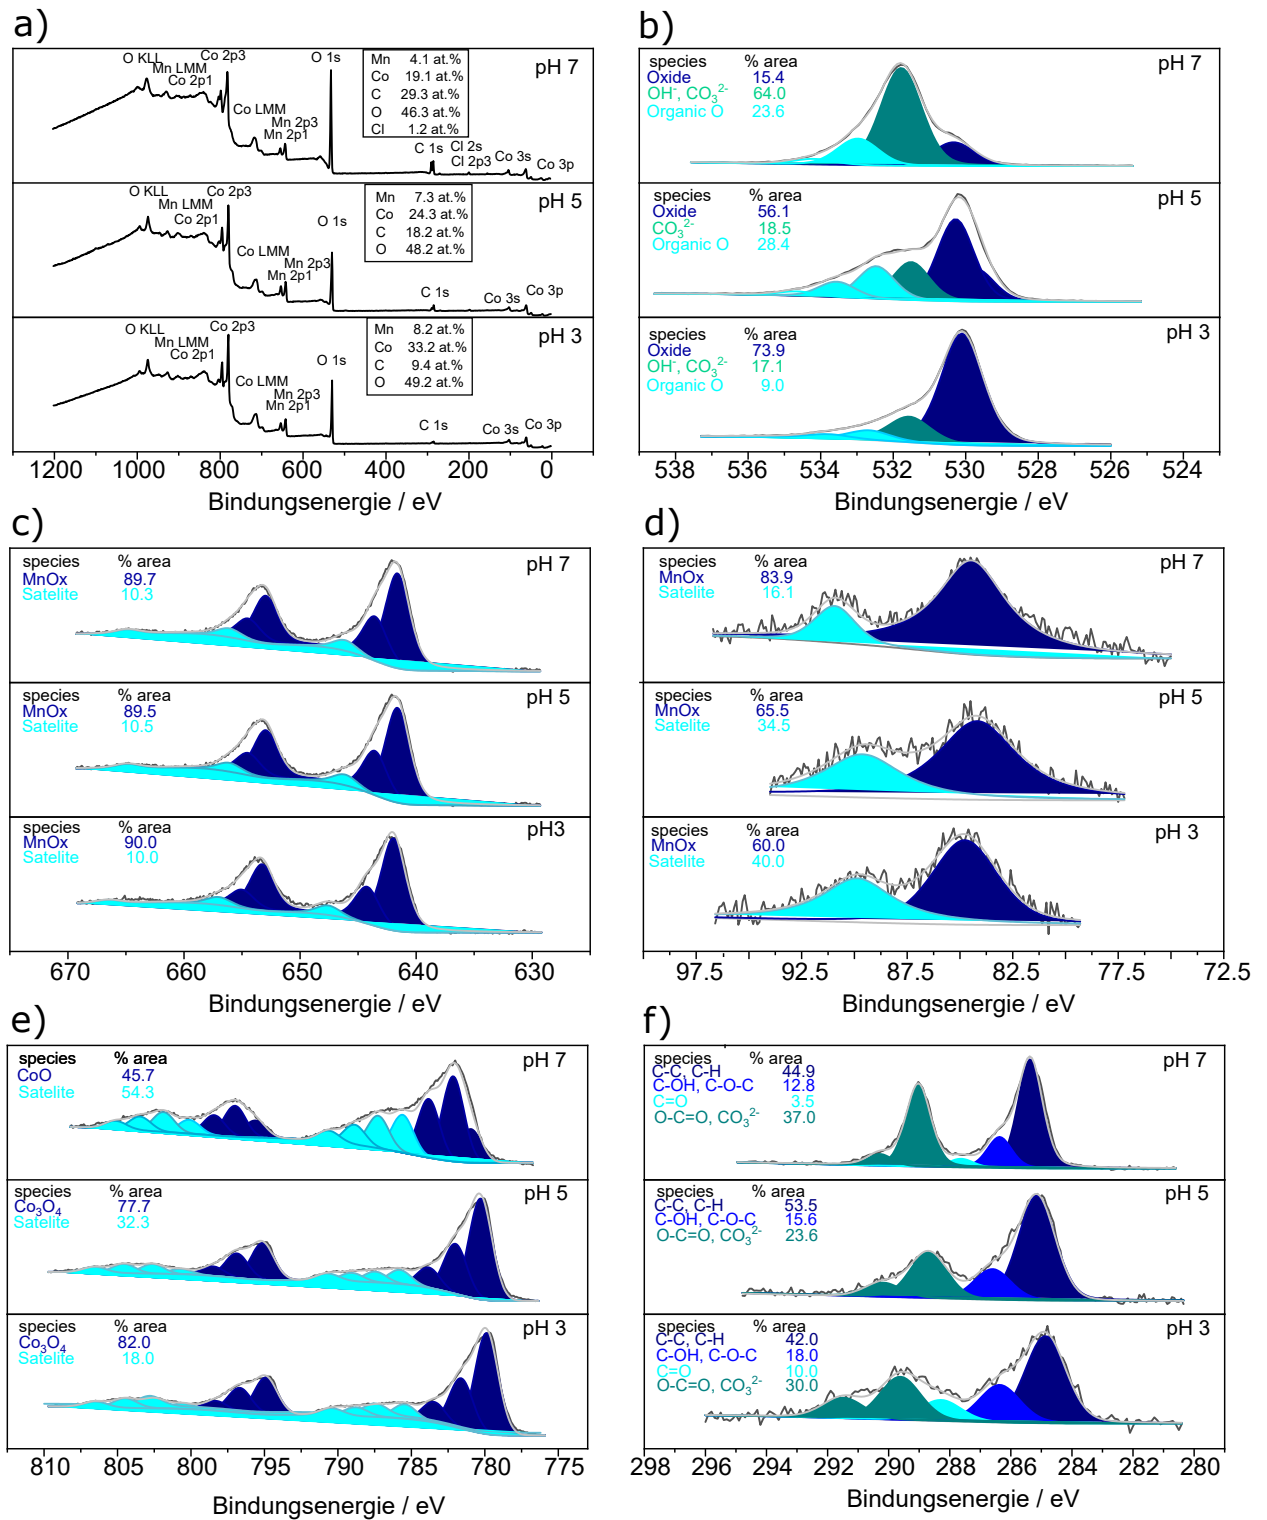 a)
O KLL
Mn LMM
Co 2p1
Co 2p3
Co LMM
Mn 2p3
Mn 2p1
O 1s
Mn 4.1 at.%
Co 19.1 at.%
C 29.3 at.%
O 46.3 at.%
Cl 1.2 at.%
C 1s
Cl 2s
Cl 2p3
Co 3s
Co 3p
pH 7
O KLL
Mn LMM
Co 2p1
Co 2p3
Co LMM
Mn 2p3
Mn 2p1
O 1s
Mn 7.3 at.%
Co 24.3 at.%
C 18.2 at.%
O 48.2 at.%
C 1s
Co 3s
Co 3p
pH 5
O KLL
Mn LMM
Co 2p1
Co 2p3
Co LMM
Mn 2p3
Mn 2p1
O 1s
Mn 8.2 at.%
Co 33.2 at.%
C 9.4 at.%
O 49.2 at.%
C 1s
Co 3s
Co 3p
pH 3
1200 1000 800 600 400 200 0
Bindungsenergie / eV
b)
species % area
Oxide 15.4
OH⁻, CO₃²⁻ 64.0
Organic O 23.6
pH 7
species % area
Oxide 56.1
CO₃²⁻ 18.5
Organic O 28.4
pH 5
species % area
Oxide 73.9
OH⁻, CO₃²⁻ 17.1
Organic O 9.0
pH 3
538 536 534 532 530 528 526 524
Bindungsenergie / eV
c)
species % area
MnOx 89.7
Satelite 10.3
pH 7
species % area
MnOx 89.5
Satelite 10.5
pH 5
species % area
MnOx 90.0
Satelite 10.0
pH3
670 660 650 640 630
Bindungsenergie / eV
d)
species % area
MnOx 83.9
Satelite 16.1
pH 7
species % area
MnOx 65.5
Satelite 34.5
pH 5
species % area
MnOx 60.0
Satelite 40.0
pH 3
97.5 92.5 87.5 82.5 77.5 72.5
Bindungsenergie / eV
e)
species % area
CoO 45.7
Satelite 54.3
pH 7
species % area
Co₃O₄ 77.7
Satelite 32.3
pH 5
species % area
Co₃O₄ 82.0
Satelite 18.0
pH 3
810 805 800 795 790 785 780 775
Bindungsenergie / eV
f)
species % area
C-C, C-H 44.9
C-OH, C-O-C 12.8
C=O 3.5
O-C=O, CO₃²⁻ 37.0
pH 7
species % area
C-C, C-H 53.5
C-OH, C-O-C 15.6
O-C=O, CO₃²⁻ 23.6
pH 5
species % area
C-C, C-H 42.0
C-OH, C-O-C 18.0
C=O 10.0
O-C=O, CO₃²⁻ 30.0
pH 3
298 296 294 292 290 288 286 284 282 280
Bindungsenergie / eV